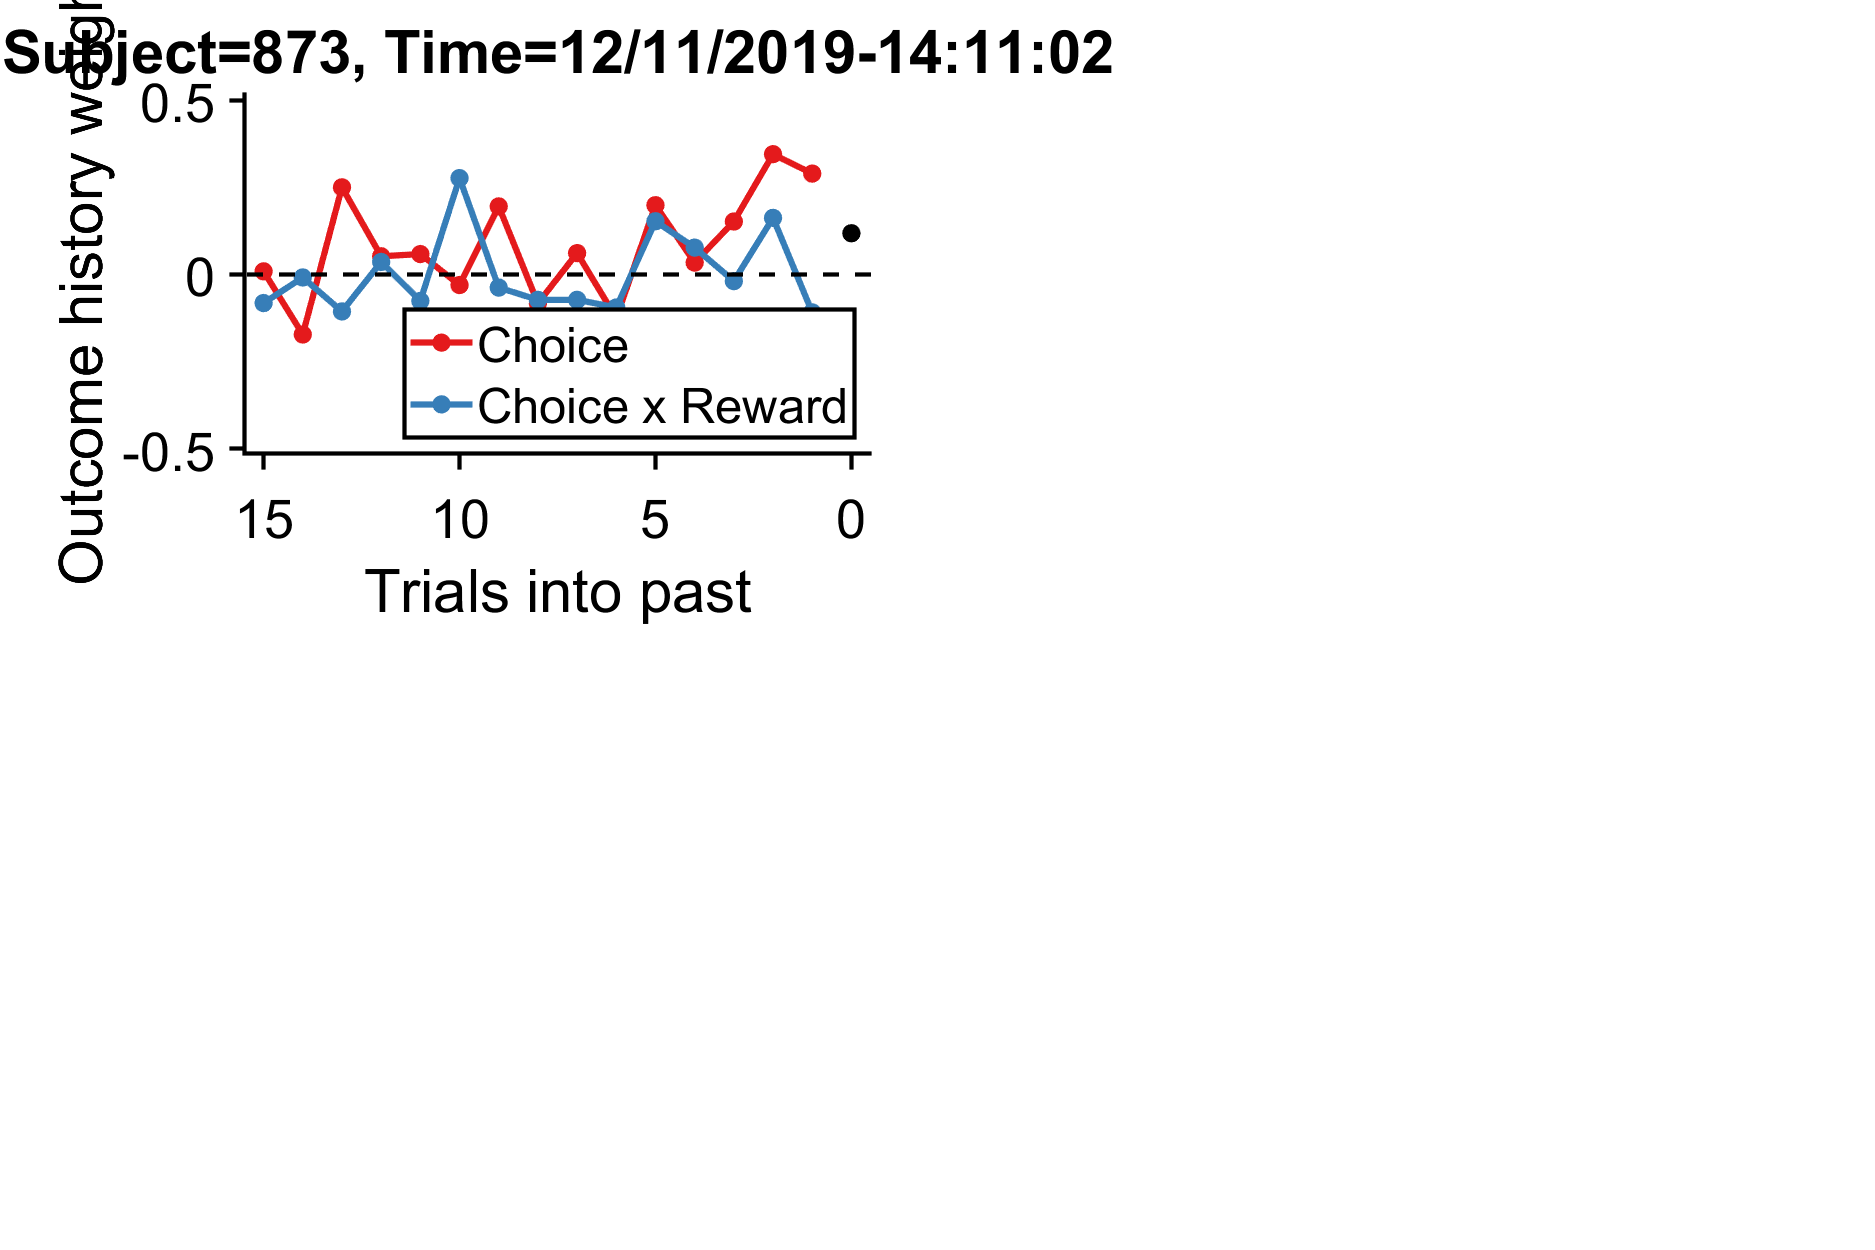 Subject=873, Time=12/11/2019-14:11:02
Outcome history
0.5
0
-0.5
Choice
Choice x Reward
15 10 5 0
Trials into past